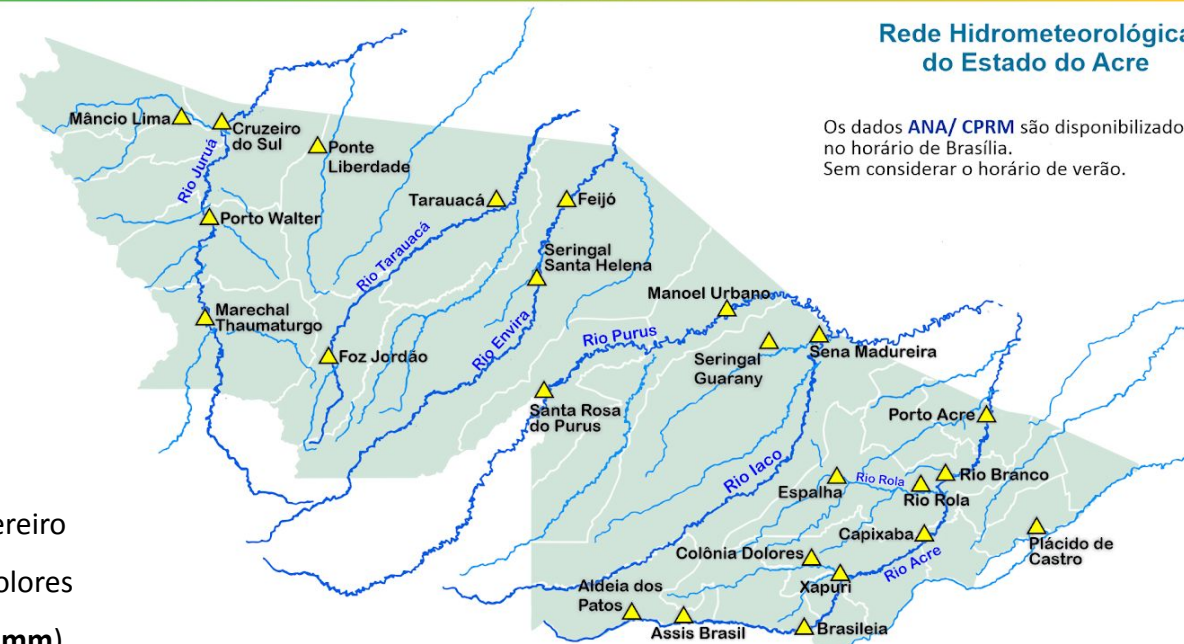 Rede Hidrometeorológica
do Estado do Acre
Os dados ANA/ CPRM são disponibilizado
no horário de Brasília.
Sem considerar o horário de verão.
Mâncio Lima
Cruzeiro
do Sul
Ponte
Liberdade
Rio Juruá
Porto Walter
Tarauacá
Feijó
Rio Tarauacá
Seringal
Santa Helena
Marechal
Thaumaturgo
Foz Jordão
Rio Envira
Manoel Urbano
Rio Purus
Seringal
Guarany
Sena Madureira
Santa Rosa
do Purus
Porto Acre
Rio Iaco
Espalha
Rio Rola
Rio Rola
Rio Branco
Capixaba
Plácido de
Castro
Colônia Dolores
Xapuri
Rio Acre
Aldeia dos
Patos
Assis Brasil
Brasileia
ereiro
olores
mm)